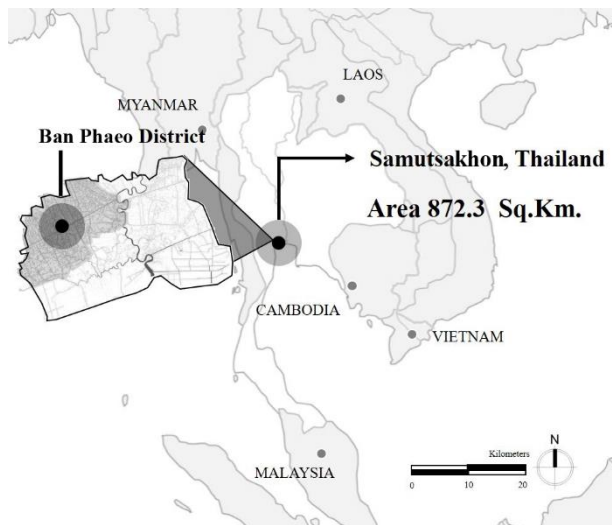 LAOS
MYANMAR
Ban Phaeo District
Samutsakhon, Thailand
Area 872.3 Sq.Km.
CAMBODIA
VIETNAM
MALAYSIA
Kilometers
0 10 20
N